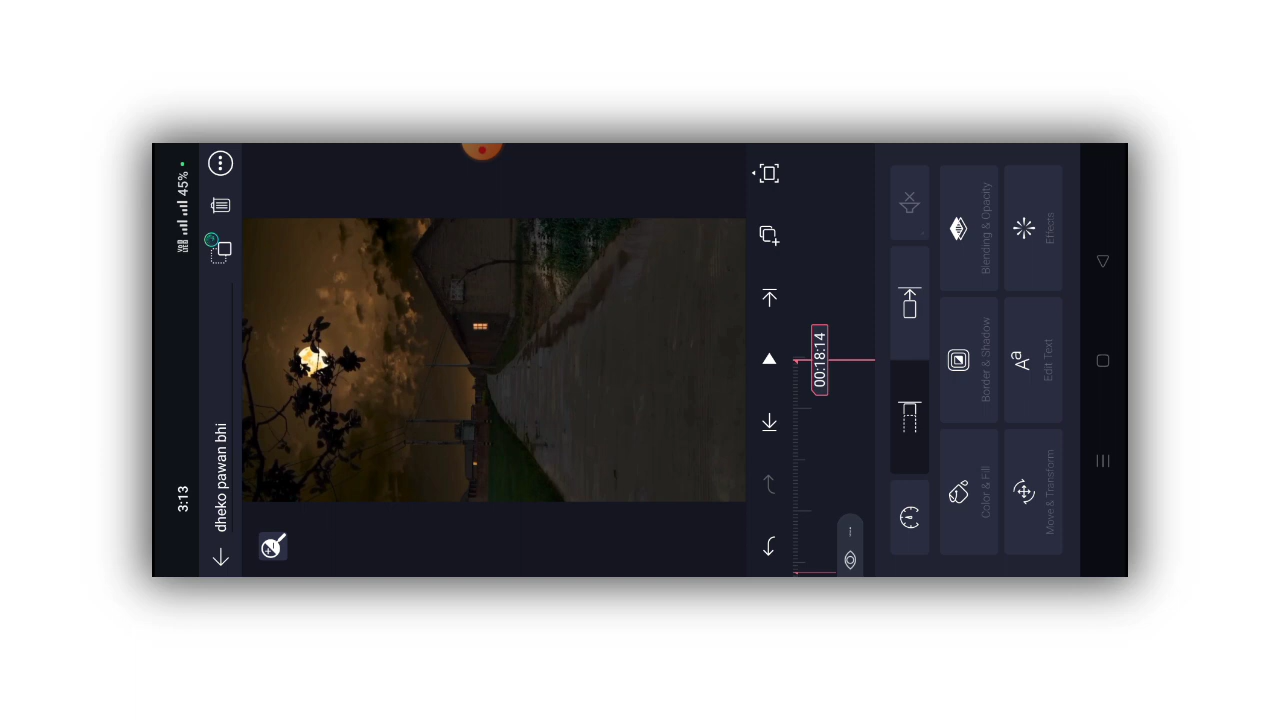 3:13
45%
dheko pawan bhi
00:18:14
Color & Fill
Border & Shadow
Blending & Opacity
Move & Transform
Aa
Edit Text
Effects